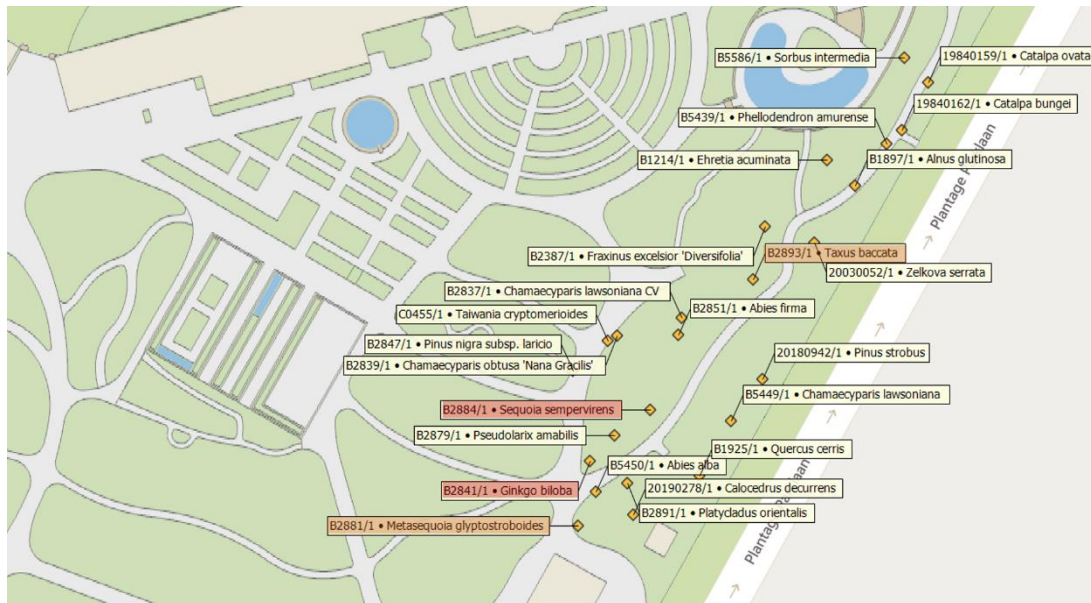 B5586/1 • Sorbus intermedia
19840159/1 • Catalpa ovata
19840162/1 • Catalpa bungei
B5439/1 • Phellodendron amurense
B1214/1 • Ehretia acuminata
B1897/1 • Alnus glutinosa
B2387/1 • Fraxinus excelsior 'Diversifolia'
B2893/1 • Taxus baccata
20030052/1 • Zelkova serrata
B2837/1 • Chamaecyparis lawsoniana CV
B2851/1 • Abies firma
C0455/1 • Taiwania cryptomerioides
B2847/1 • Pinus nigra subsp. laricio
B2839/1 • Chamaecyparis obtusa 'Nana Gracilis'
20180942/1 • Pinus strobus
B5449/1 • Chamaecyparis lawsoniana
B2884/1 • Sequoia sempervirens
B2879/1 • Pseudolarix amabilis
B1925/1 • Quercus cerris
B5450/1 • Abies alba
B2841/1 • Ginkgo biloba
20190278/1 • Calocedrus decurrens
B2891/1 • Platycladus orientalis
B2881/1 • Metasequoia glyptostroboides
Plantage
Plantage